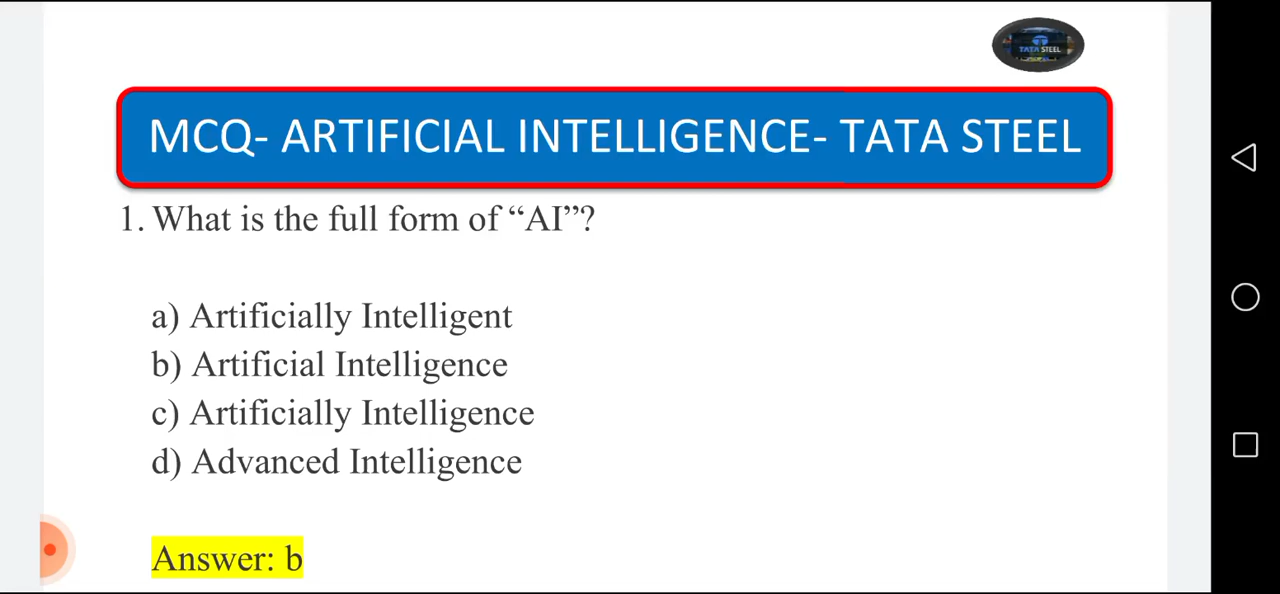 TATA STEEL
MCQ- ARTIFICIAL INTELLIGENCE- TATA STEEL
1. What is the full form of “AI”?
a) Artificially Intelligent
b) Artificial Intelligence
c) Artificially Intelligence
d) Advanced Intelligence
Answer: b